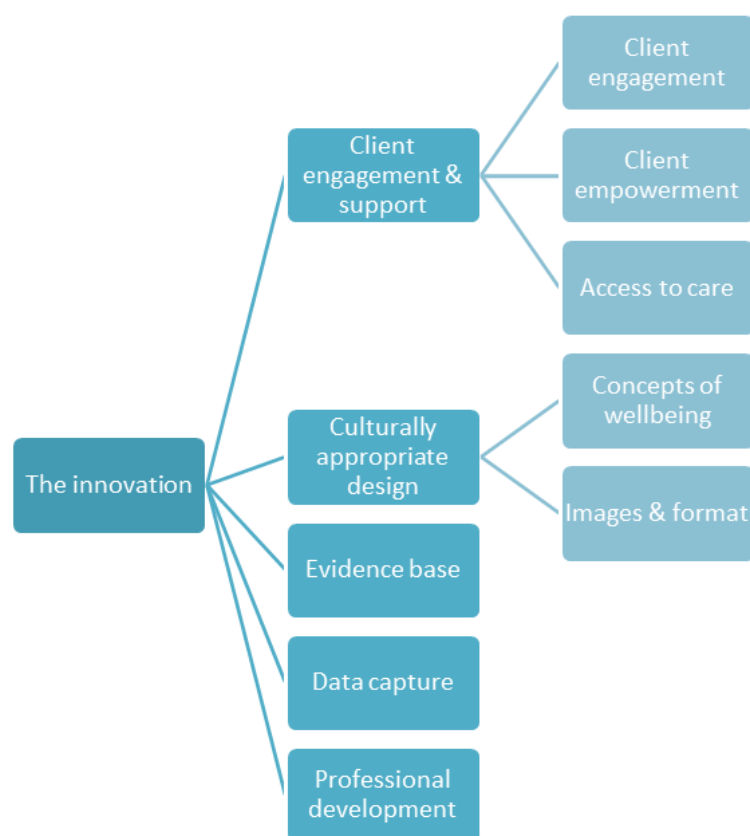 The innovation
Client
engagement &
support
Client
engagement
Client
empowerment
Access to care
Culturally
appropriate
design
Concepts of
wellbeing
Images & format
Evidence base
Data capture
Professional
development